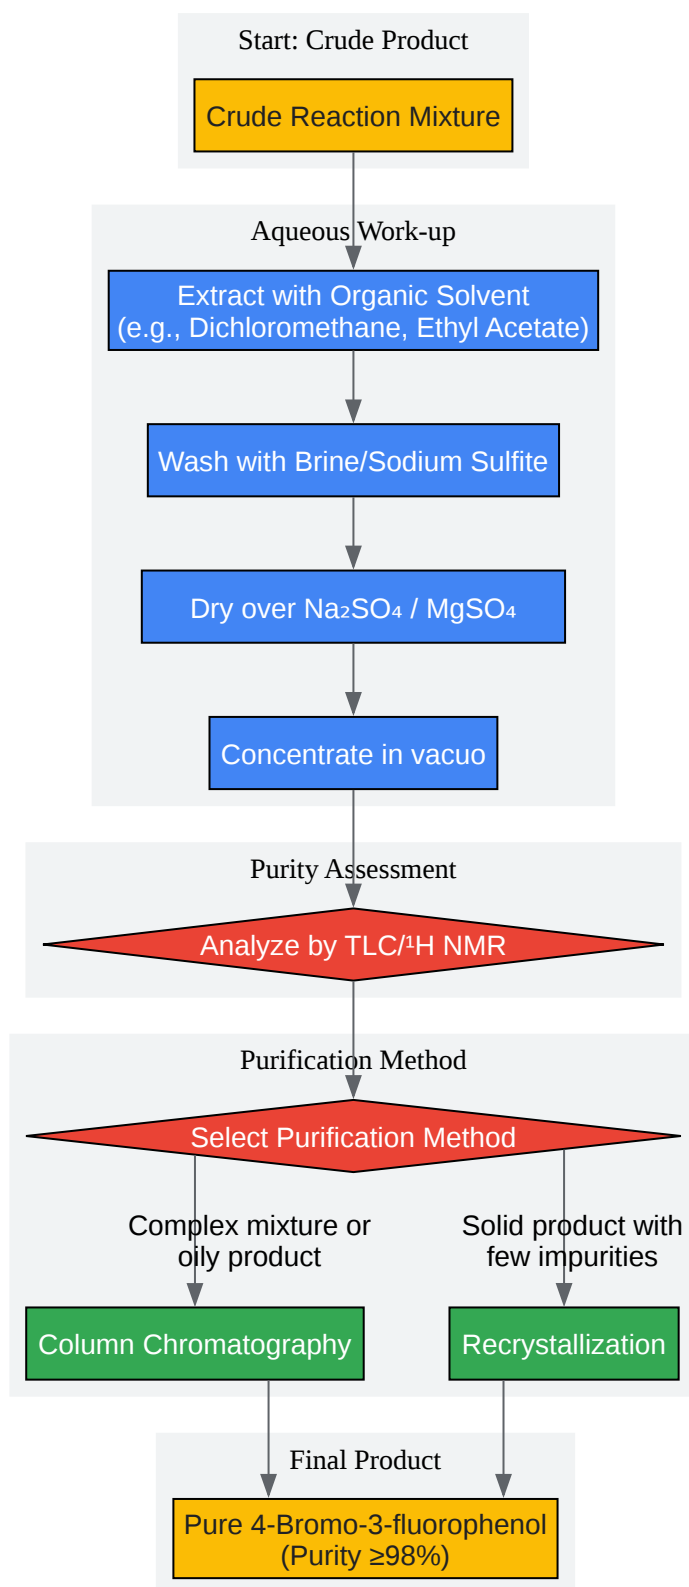 Start: Crude Product
Crude Reaction Mixture
Aqueous Work-up
Extract with Organic Solvent
(e.g., Dichloromethane, Ethyl Acetate)
Wash with Brine/Sodium Sulfite
Dry over Na₂SO₄ / MgSO₄
Concentrate in vacuo
Purity Assessment
Analyze by TLC/¹H NMR
Purification Method
Select Purification Method
Complex mixture or
oily product
Solid product with
few impurities
Column Chromatography
Recrystallization
Final Product
Pure 4-Bromo-3-fluorophenol
(Purity ≥98%)